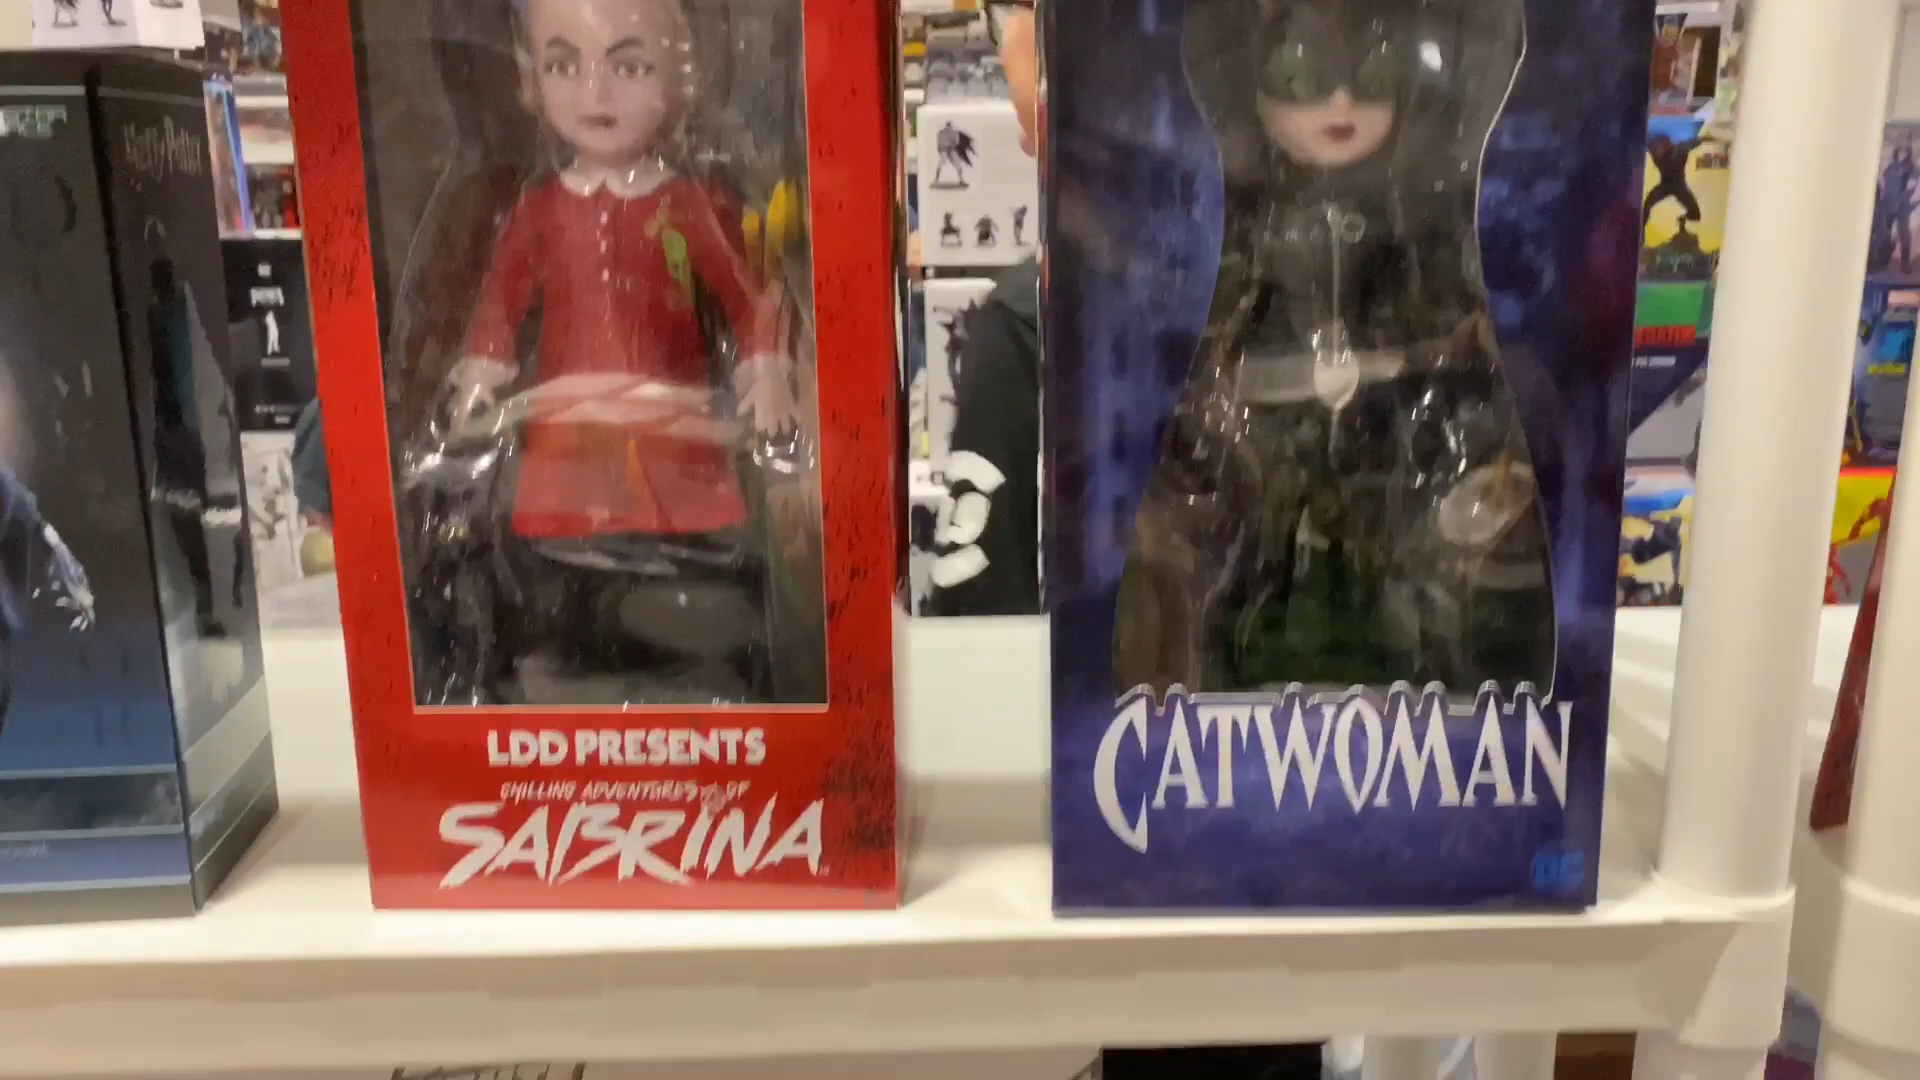 Harry Potter
LDD PRESENTS
CHILLING ADVENTURES OF
SABRINA
CATWOMAN
DC